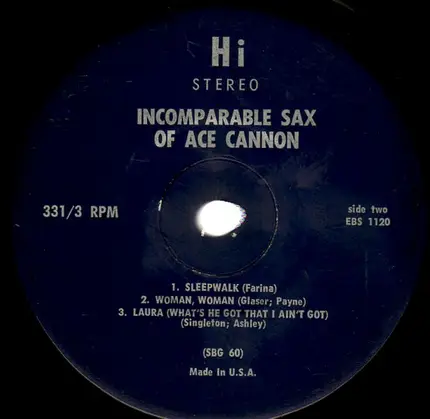 Hi
STEREO
INCOMPARABLE SAX
OF ACE CANNON
331/3 RPM
side two
EBS 1120
1. SLEEPWALK (Farina)
2. WOMAN, WOMAN (Glaser; Payne)
3. LAURA (WHAT'S HE GOT THAT I AIN'T GOT)
(Singleton; Ashley)
(SBG 60)
Made In U.S.A.